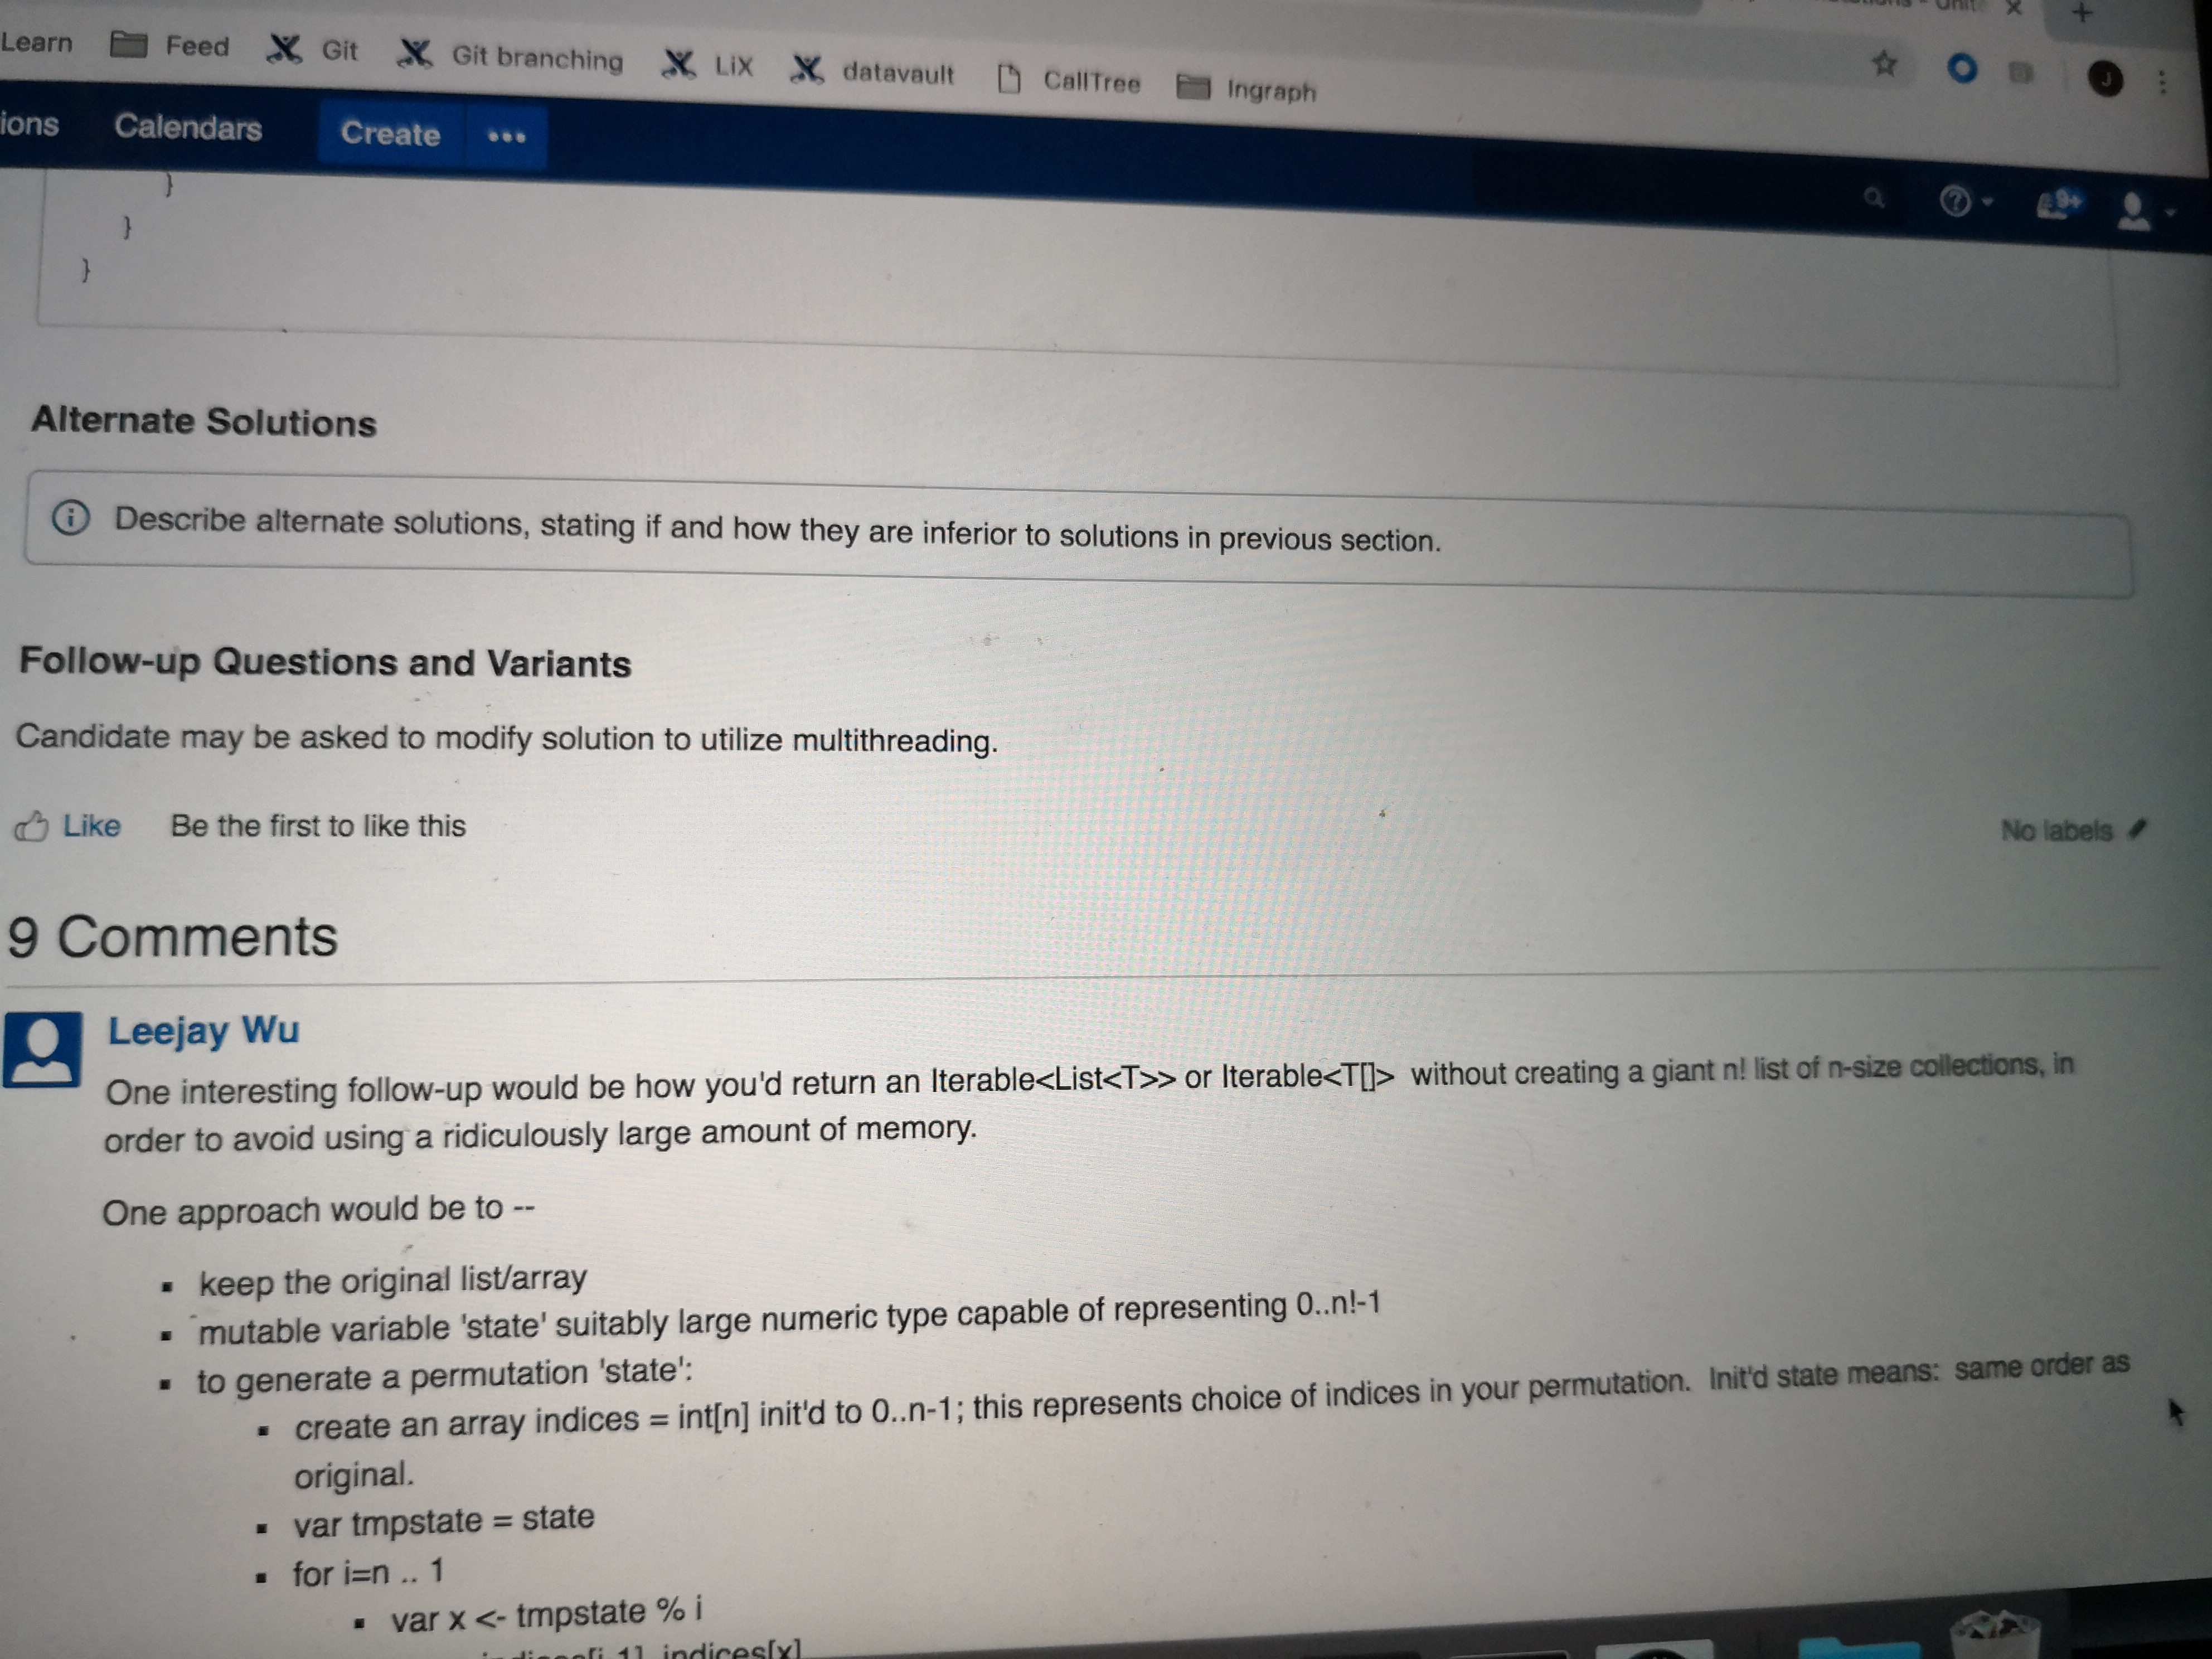 Learn Feed Git Git branching LiX datavault CallTree Ingraph
ions Calendars Create •••
9+
J
}
}
}
Alternate Solutions
Describe alternate solutions, stating if and how they are inferior to solutions in previous section.
Follow-up Questions and Variants
Candidate may be asked to modify solution to utilize multithreading.
Like Be the first to like this No labels
9 Comments
Leejay Wu
One interesting follow-up would be how you'd return an Iterable<List<T>> or Iterable<T[]> without creating a giant n! list of n-size collections, in
order to avoid using a ridiculously large amount of memory.
One approach would be to --
▪ keep the original list/array
▪ mutable variable 'state' suitably large numeric type capable of representing 0..n!-1
▪ to generate a permutation 'state':
▪ create an array indices = int[n] init'd to 0..n-1; this represents choice of indices in your permutation. Init'd state means: same order as
original.
▪ var tmpstate = state
▪ for i=n .. 1
▪ var x <- tmpstate % i
indices[x]